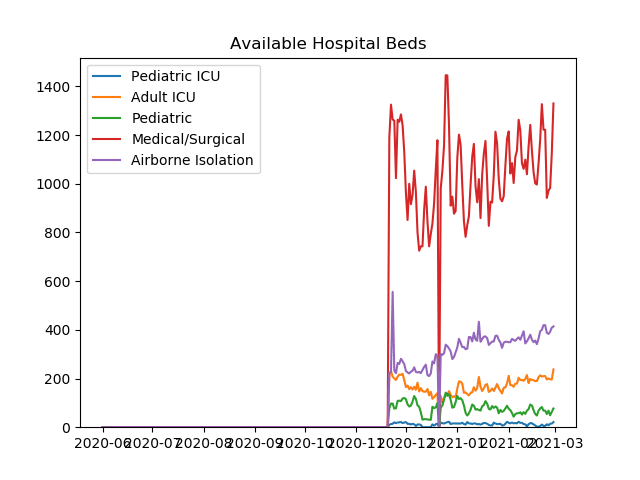 Available Hospital Beds
Pediatric ICU
Adult ICU
Pediatric
Medical/Surgical
Airborne Isolation
1400
1200
1000
800
600
400
200
0
2020-06 2020-07 2020-08 2020-09 2020-10 2020-11 2020-12 2021-01 2021-02 2021-03